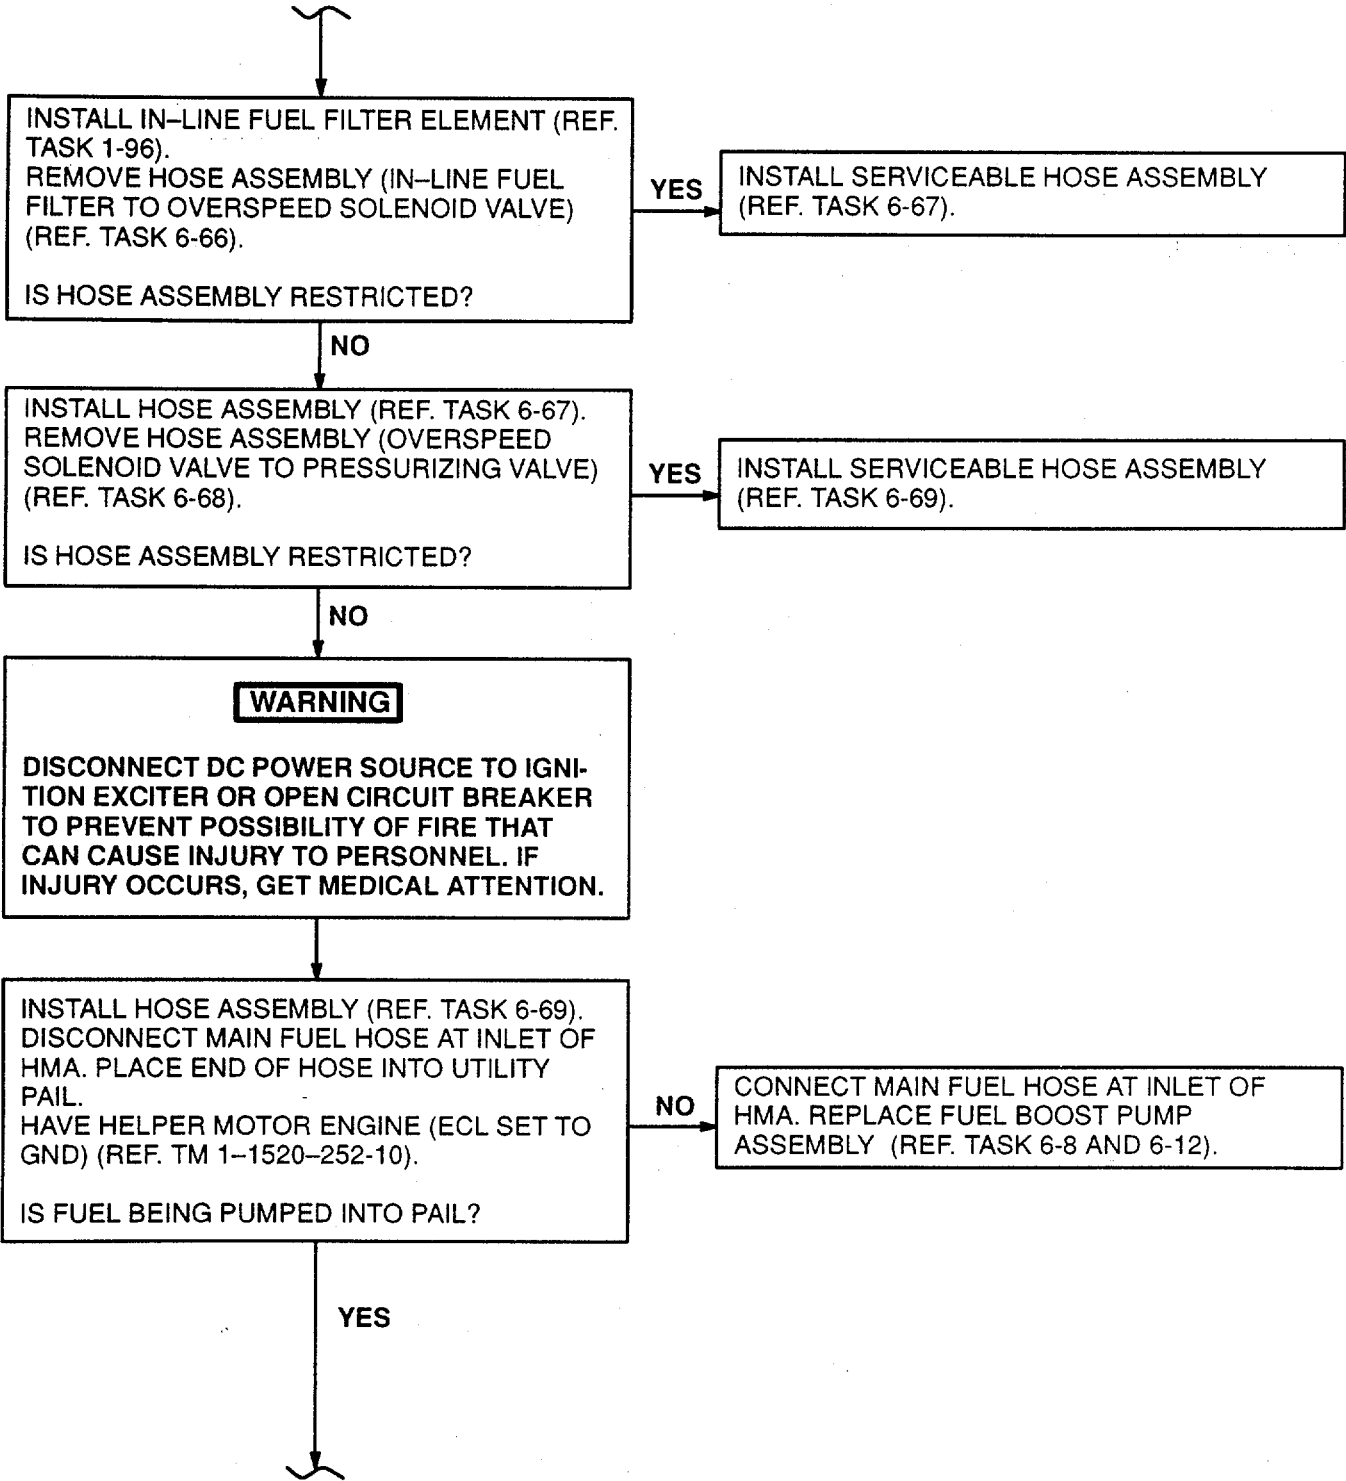 INSTALL IN–LINE FUEL FILTER ELEMENT (REF.
TASK 1-96).
REMOVE HOSE ASSEMBLY (IN–LINE FUEL
FILTER TO OVERSPEED SOLENOID VALVE)
(REF. TASK 6-66).
IS HOSE ASSEMBLY RESTRICTED?
YES
INSTALL SERVICEABLE HOSE ASSEMBLY
(REF. TASK 6-67).
NO
INSTALL HOSE ASSEMBLY (REF. TASK 6-67).
REMOVE HOSE ASSEMBLY (OVERSPEED
SOLENOID VALVE TO PRESSURIZING VALVE)
(REF. TASK 6-68).
IS HOSE ASSEMBLY RESTRICTED?
YES
INSTALL SERVICEABLE HOSE ASSEMBLY
(REF. TASK 6-69).
NO
WARNING
DISCONNECT DC POWER SOURCE TO IGNI-
TION EXCITER OR OPEN CIRCUIT BREAKER
TO PREVENT POSSIBILITY OF FIRE THAT
CAN CAUSE INJURY TO PERSONNEL. IF
INJURY OCCURS, GET MEDICAL ATTENTION.
INSTALL HOSE ASSEMBLY (REF. TASK 6-69).
DISCONNECT MAIN FUEL HOSE AT INLET OF
HMA. PLACE END OF HOSE INTO UTILITY
PAIL.
HAVE HELPER MOTOR ENGINE (ECL SET TO
GND) (REF. TM 1–1520–252-10).
IS FUEL BEING PUMPED INTO PAIL?
NO
CONNECT MAIN FUEL HOSE AT INLET OF
HMA. REPLACE FUEL BOOST PUMP
ASSEMBLY (REF. TASK 6-8 AND 6-12).
YES